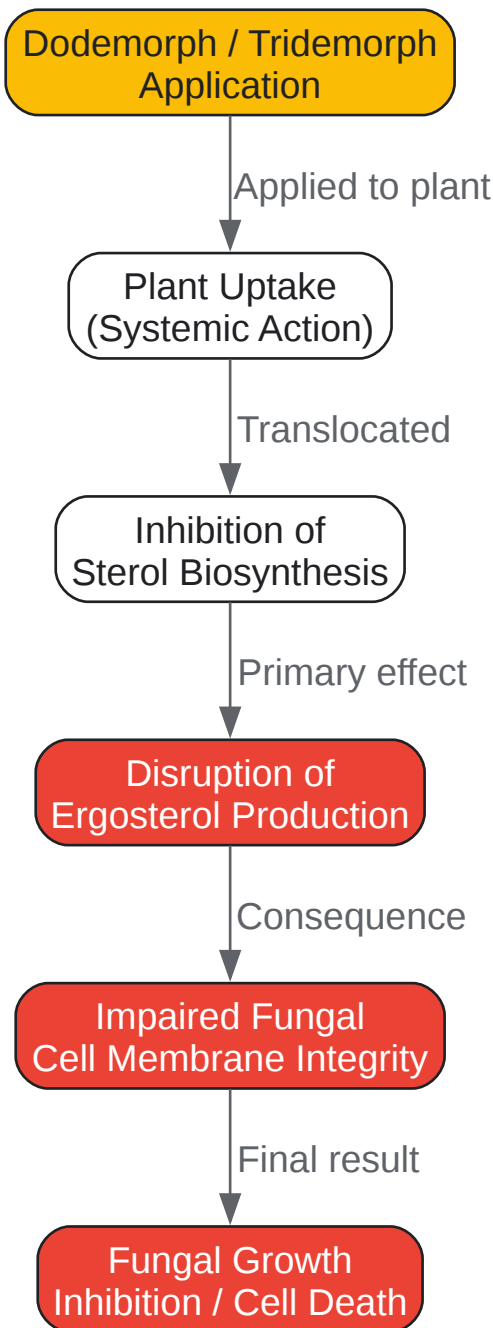 Dodemorph / Tridemorph
Application
Applied to plant
Plant Uptake
(Systemic Action)
Translocated
Inhibition of
Sterol Biosynthesis
Primary effect
Disruption of
Ergosterol Production
Consequence
Impaired Fungal
Cell Membrane Integrity
Final result
Fungal Growth
Inhibition / Cell Death